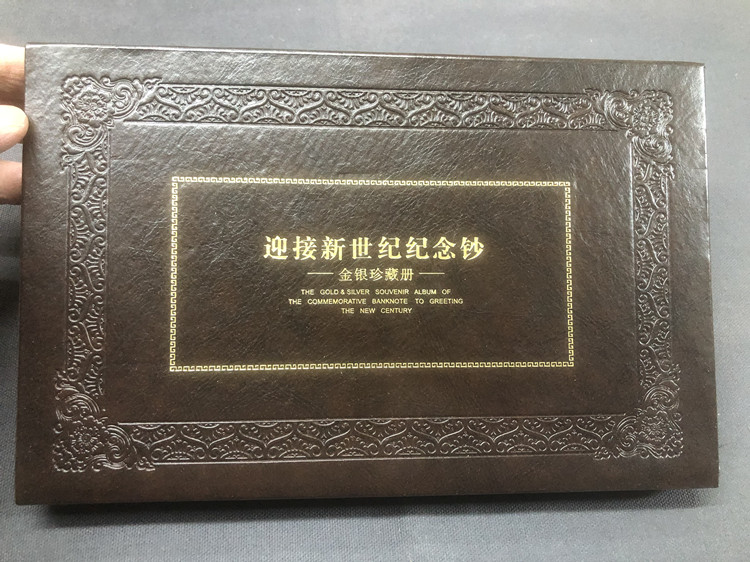 迎接新世纪纪念钞
金银珍藏册
THE GOLD & SILVER SOUVENIR ALBUM OF
THE COMMEMORATIVE BANKNOTE TO GREETING
THE NEW CENTURY